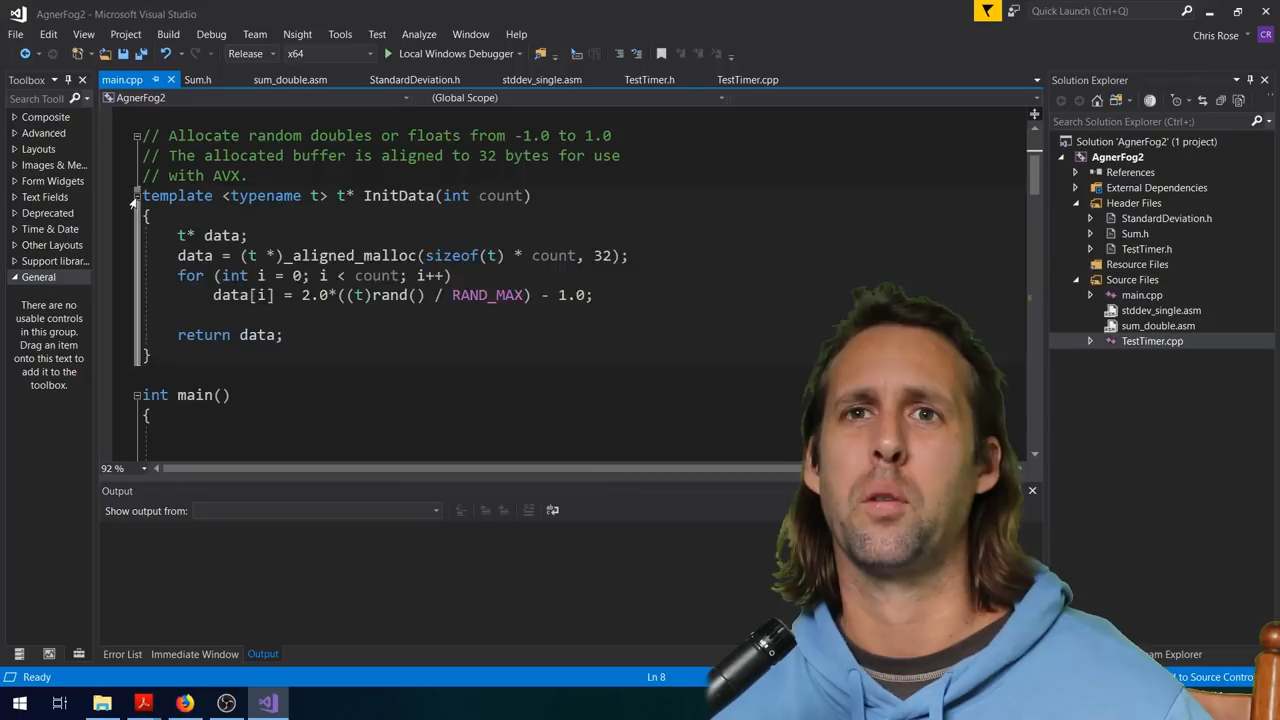 AgnerFog2 - Microsoft Visual Studio
Quick Launch (Ctrl+Q)
File Edit View Project Build Debug Team Nsight Tools Test Analyze Window Help
Chris Rose CR
Release x64 Local Windows Debugger
Toolbox
main.cpp Sum.h sum_double.asm StandardDeviation.h stddev_single.asm TestTimer.h TestTimer.cpp
Solution Explorer
Search Tooll
AgnerFog2 (Global Scope)
Search Solution Explorer (Ctrl+;)
Composite
Advanced
Layouts
Images & Me...
Form Widgets
Text Fields
Deprecated
Time & Date
Other Layouts
Support librar...
General
There are no
usable controls
in this group.
Drag an item
onto this text to
add it to the
toolbox.
// Allocate random doubles or floats from -1.0 to 1.0
// The allocated buffer is aligned to 32 bytes for use
// with AVX.
template <typename t> t* InitData(int count)
{
t* data;
data = (t *)_aligned_malloc(sizeof(t) * count, 32);
for (int i = 0; i < count; i++)
data[i] = 2.0*((t)rand() / RAND_MAX) - 1.0;
return data;
}
int main()
{
Solution 'AgnerFog2' (1 project)
AgnerFog2
References
External Dependencies
Header Files
StandardDeviation.h
Sum.h
TestTimer.h
Resource Files
Source Files
main.cpp
stddev_single.asm
sum_double.asm
TestTimer.cpp
92 %
Output
Show output from:
Error List Immediate Window Output
Team Explorer
Ready Ln 8
to Source Contro